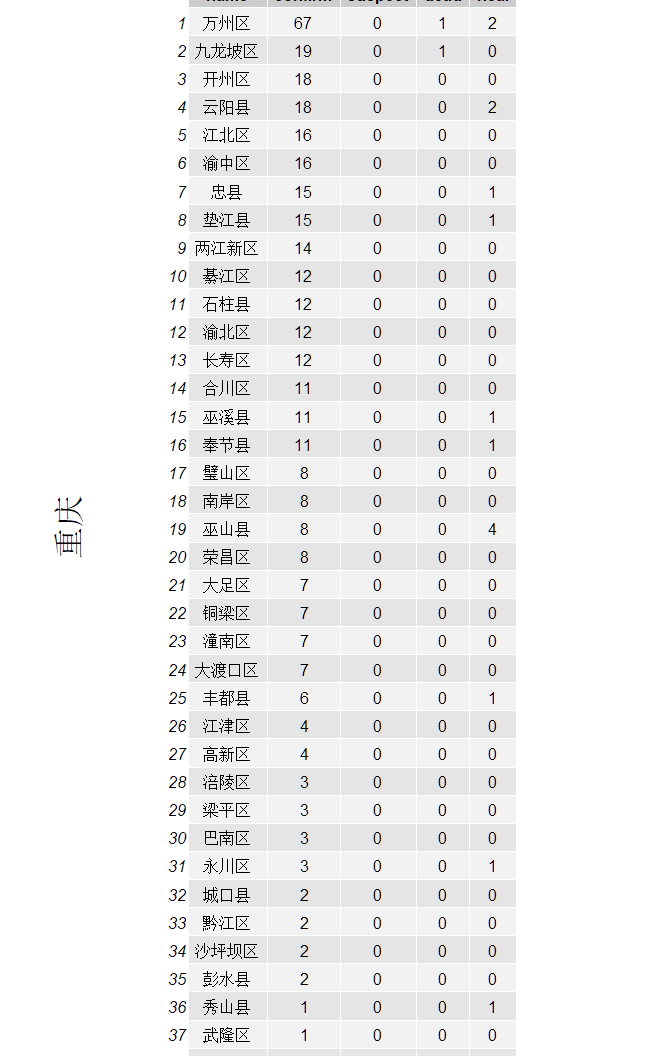 name confirm suspect dead heal
1 万州区 67 0 1 2
2 九龙坡区 19 0 1 0
3 开州区 18 0 0 0
4 云阳县 18 0 0 2
5 江北区 16 0 0 0
6 渝中区 16 0 0 0
7 忠县 15 0 0 1
8 垫江县 15 0 0 1
9 两江新区 14 0 0 0
10 綦江区 12 0 0 0
11 石柱县 12 0 0 0
12 渝北区 12 0 0 0
13 长寿区 12 0 0 0
14 合川区 11 0 0 0
15 巫溪县 11 0 0 1
16 奉节县 11 0 0 1
17 璧山区 8 0 0 0
18 南岸区 8 0 0 0
19 巫山县 8 0 0 4
20 荣昌区 8 0 0 0
21 大足区 7 0 0 0
22 铜梁区 7 0 0 0
23 潼南区 7 0 0 0
24 大渡口区 7 0 0 0
25 丰都县 6 0 0 1
26 江津区 4 0 0 0
27 高新区 4 0 0 0
28 涪陵区 3 0 0 0
29 梁平区 3 0 0 0
30 巴南区 3 0 0 0
31 永川区 3 0 0 1
32 城口县 2 0 0 0
33 黔江区 2 0 0 0
34 沙坪坝区 2 0 0 0
35 彭水县 2 0 0 0
36 秀山县 1 0 0 1
37 武隆区 1 0 0 0
重庆